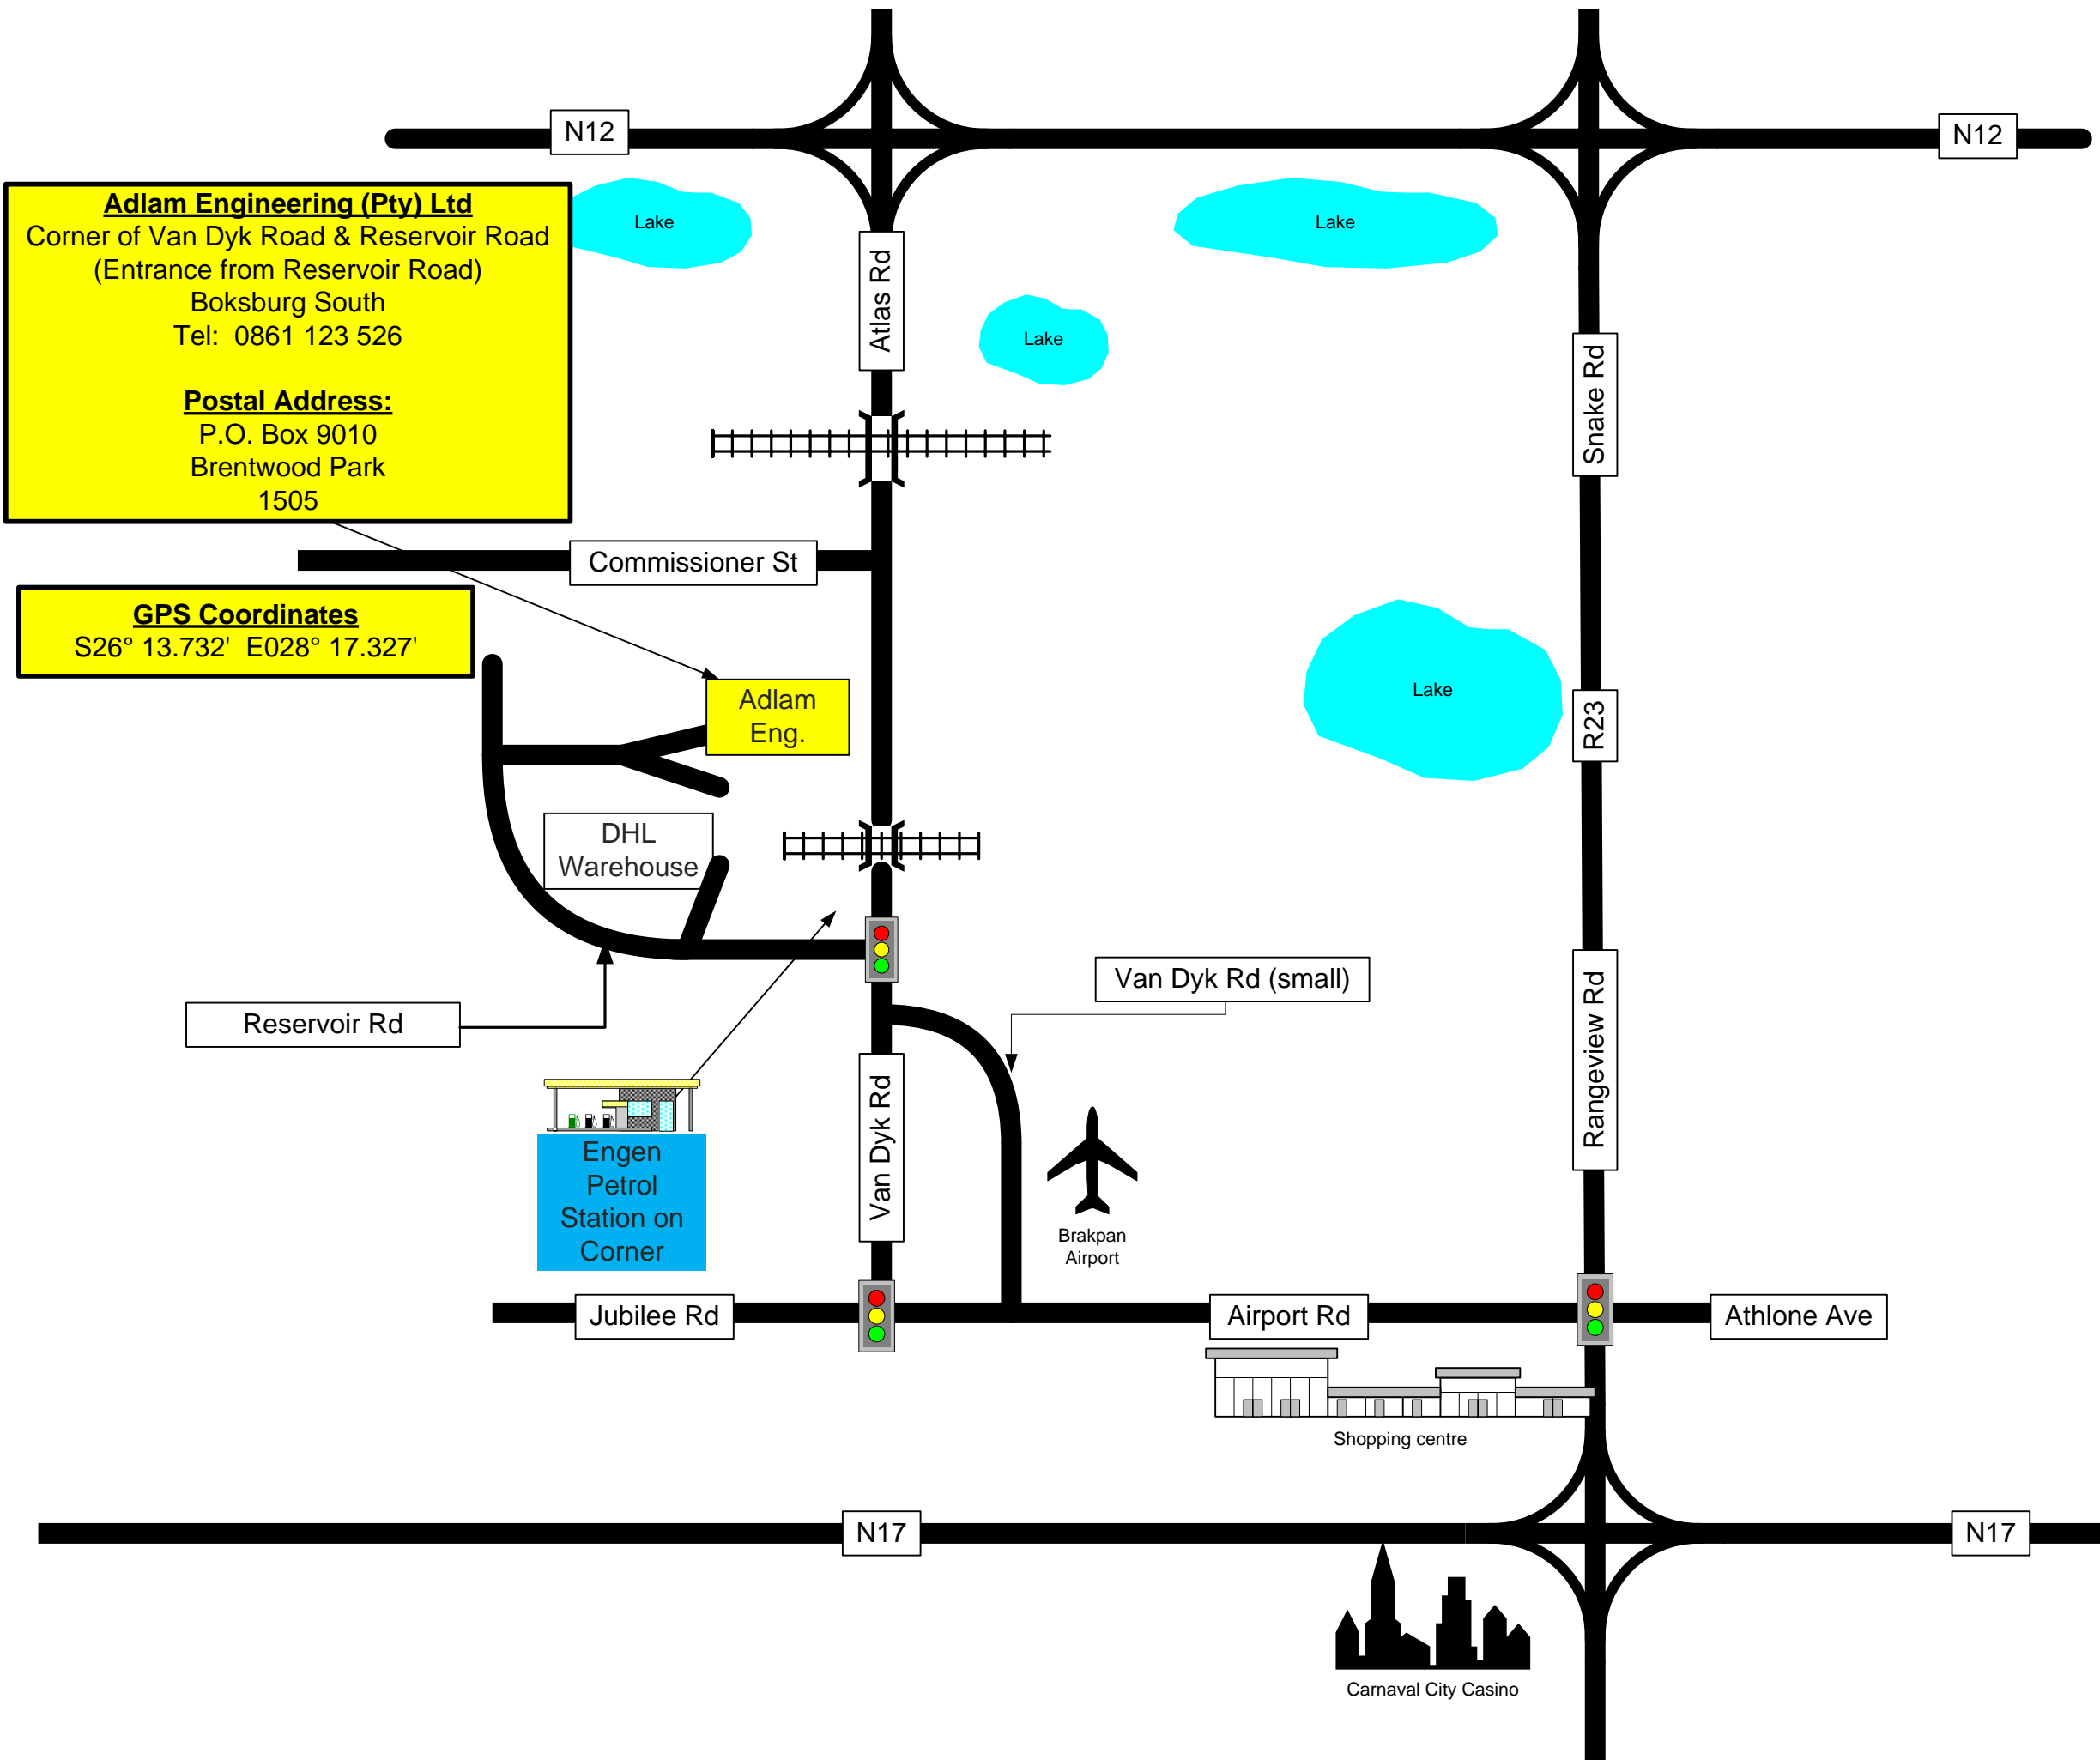 N12
N12
Adlam Engineering (Pty) Ltd
Corner of Van Dyk Road & Reservoir Road
(Entrance from Reservoir Road)
Boksburg South
Tel:  0861 123 526
Postal Address:
P.O. Box 9010
Brentwood Park
1505
Lake
Lake
Atlas Rd
Lake
Snake Rd
Commissioner St
GPS Coordinates
S26° 13.732'  E028° 17.327'
Adlam
Eng.
Lake
R23
DHL
Warehouse
Van Dyk Rd (small)
Reservoir Rd
Rangeview Rd
Van Dyk Rd
Engen
Petrol
Station on
Corner
Brakpan
Airport
Jubilee Rd
Airport Rd
Athlone Ave
Shopping centre
N17
N17
Carnaval City Casino